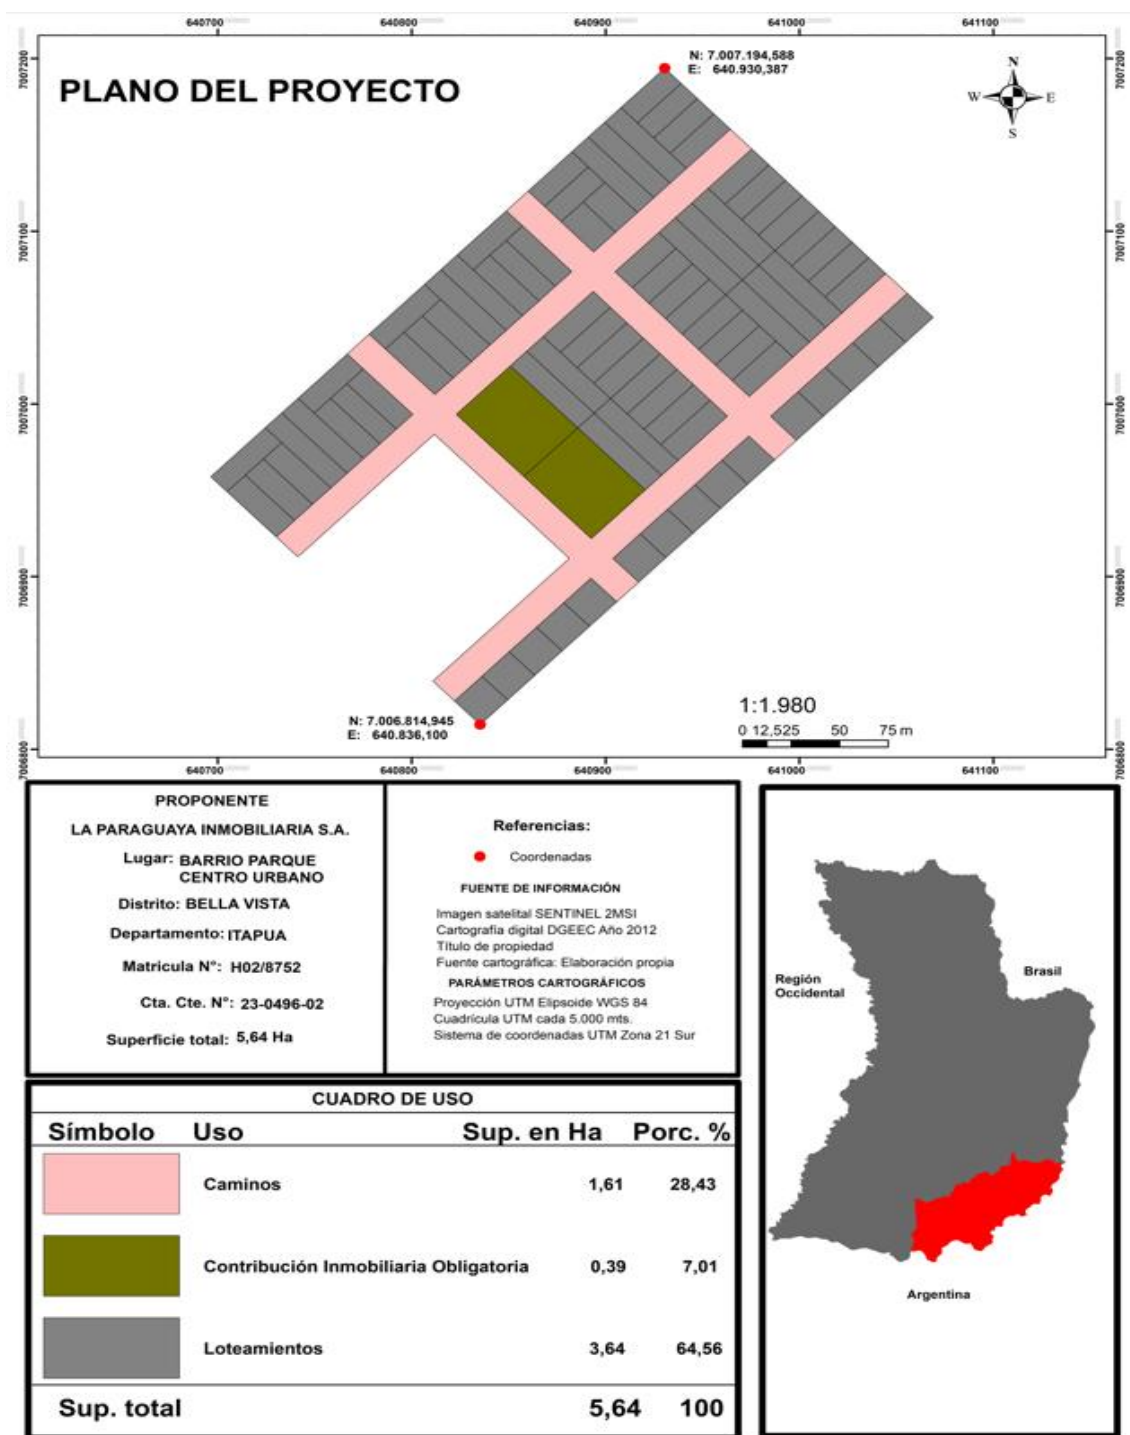 640700 640800 640900 641000 641100
N: 7.007.194,588
E: 640.930,387
PLANO DEL PROYECTO
N
W E
S
7007200 7007200
7007100 7007100
7007000 7007000
7006900 7006900
7006800 7006800
N: 7.006.814,945
E: 640.836,100
1:1.980
0 12,525 50 75 m
640700 640800 640900 641000 641100
PROPONENTE
LA PARAGUAYA INMOBILIARIA S.A.
Lugar: BARRIO PARQUE
CENTRO URBANO
Distrito: BELLA VISTA
Departamento: ITAPUA
Matricula N°: H02/8752
Cta. Cte. N°: 23-0496-02
Superficie total: 5,64 Ha
Referencias:
Coordenadas
FUENTE DE INFORMACIÓN
Imagen satelital SENTINEL 2MSI
Cartografía digital DGEEC Año 2012
Título de propiedad
Fuente cartográfica: Elaboración propia
PARÁMETROS CARTOGRÁFICOS
Proyección UTM Elipsoide WGS 84
Cuadrícula UTM cada 5.000 mts.
Sistema de coordenadas UTM Zona 21 Sur
Región
Occidental
Brasil
Argentina
CUADRO DE USO
Símbolo Uso Sup. en Ha Porc. %
Caminos 1,61 28,43
Contribución Inmobiliaria Obligatoria 0,39 7,01
Loteamientos 3,64 64,56
Sup. total 5,64 100